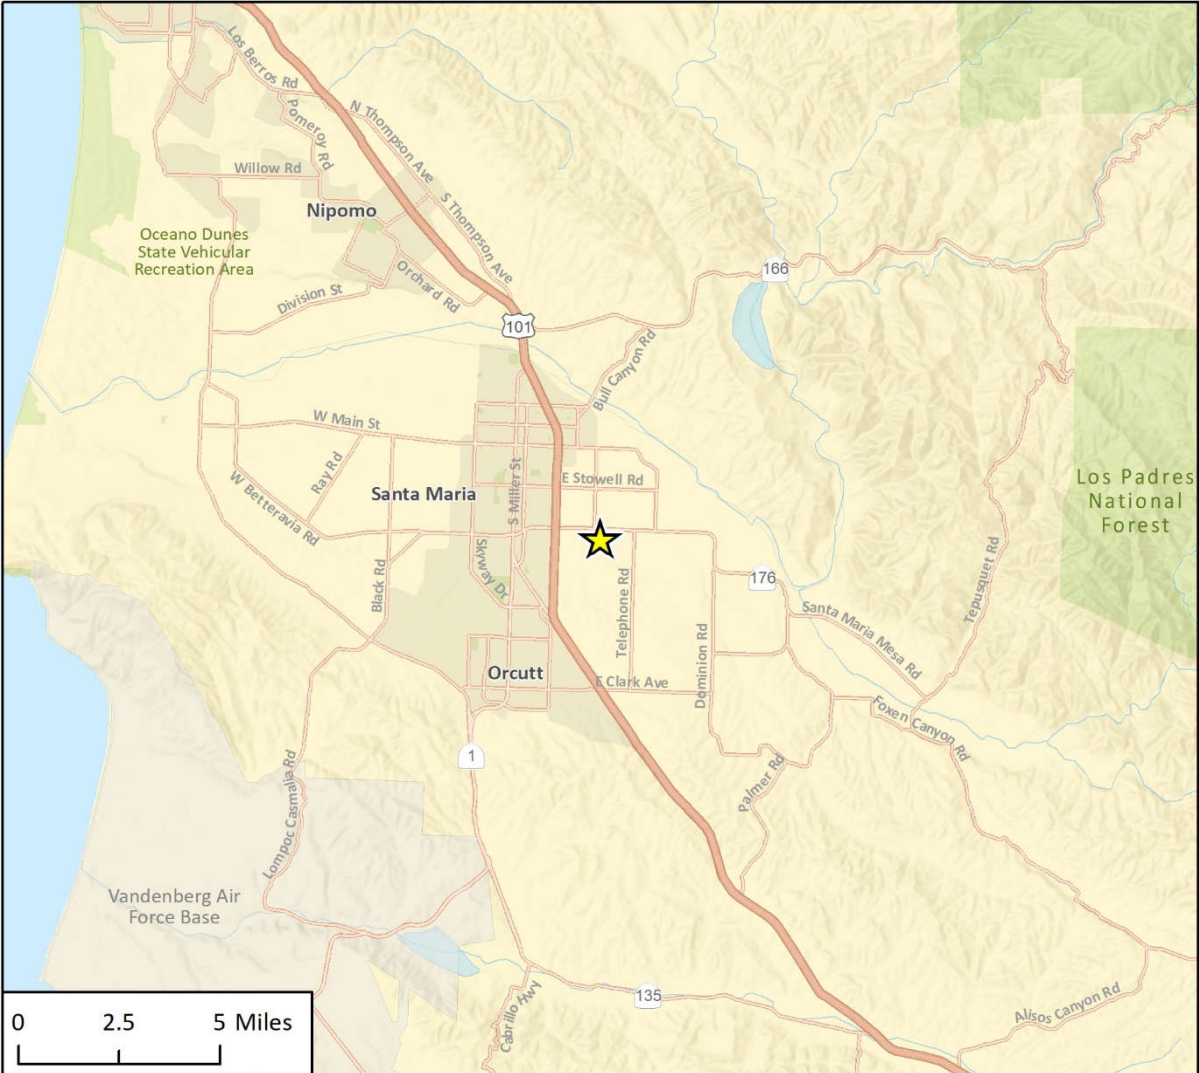 Los Berros Rd
N Thompson Ave
Pomeroy Rd
Willow Rd
S Thompson Ave
Nipomo
Oceano Dunes
State Vehicular
Recreation Area
Orchard Rd
166
Division St
101
Bull Canyon Rd
W Main St
Ray Rd
W Betteravia Rd
Santa Maria
S Miller St
E Stowell Rd
Los Padres
National
Forest
Skyway Dr
Black Rd
Telephone Rd
176
Tepusquet Rd
Santa Maria Mesa Rd
Dominion Rd
Orcutt
E Clark Ave
Foxen Canyon Rd
1
Palmer Rd
Lompoc Casmalia Rd
Vandenberg Air
Force Base
135
Cabrillo Hwy
Alisos Canyon Rd
0 2.5 5 Miles